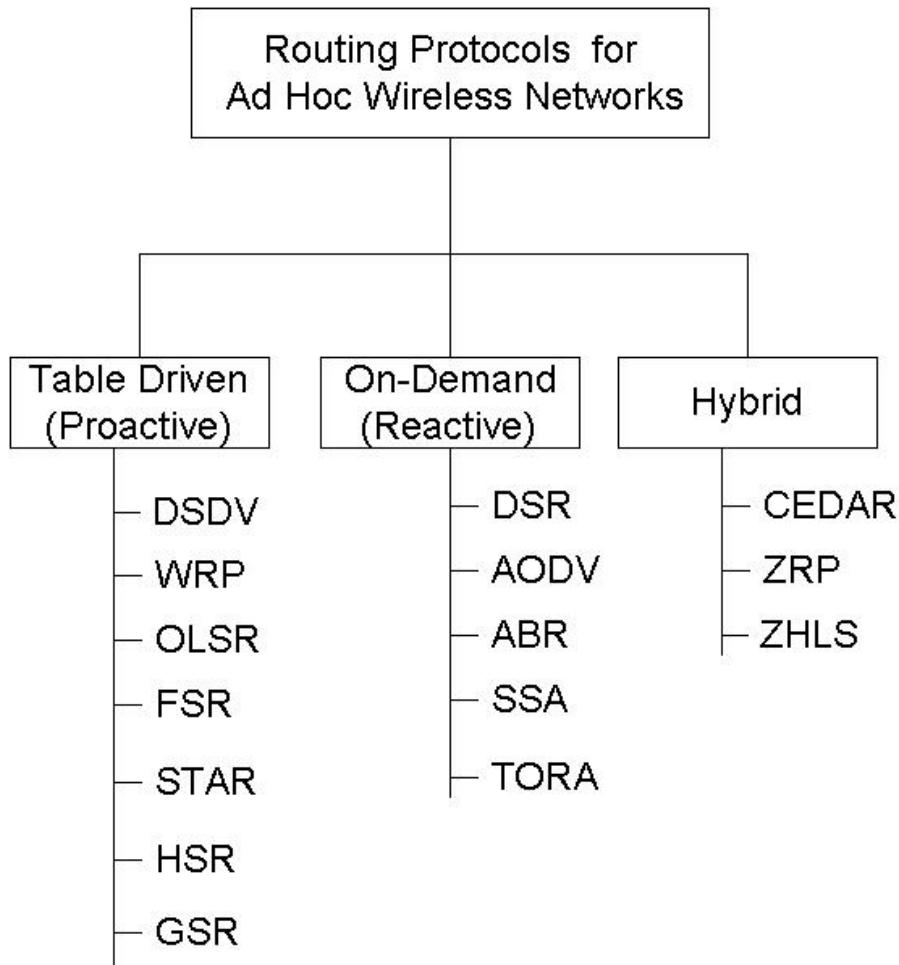 Routing Protocols for
Ad Hoc Wireless Networks
Table Driven
(Proactive)
DSDV
WRP
OLSR
FSR
STAR
HSR
GSR
On-Demand
(Reactive)
DSR
AODV
ABR
SSA
TORA
Hybrid
CEDAR
ZRP
ZHLS